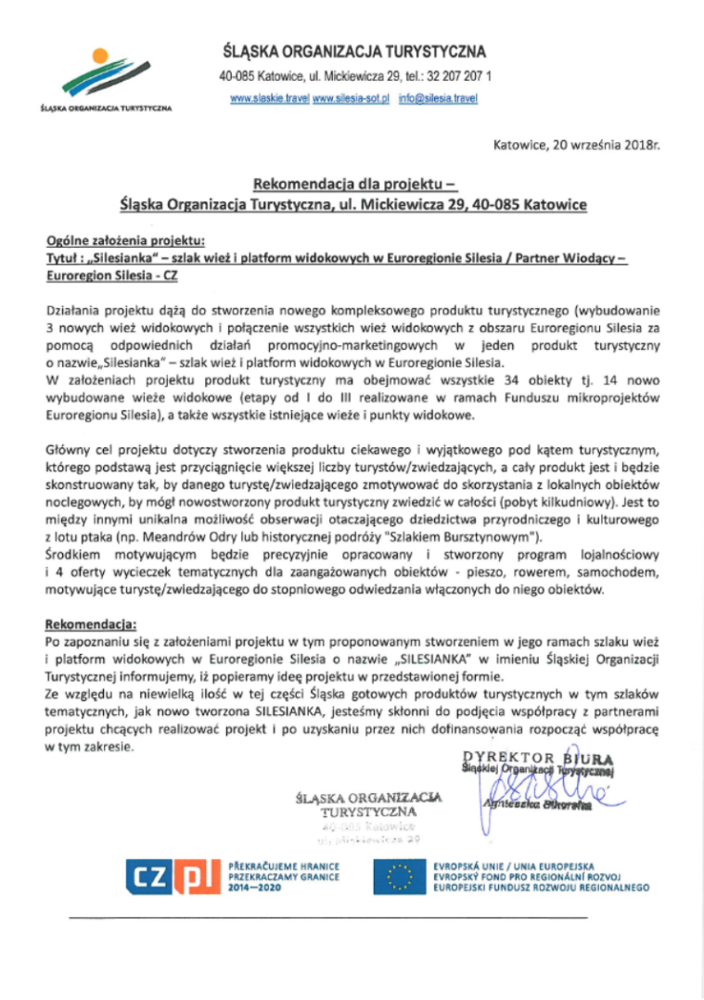 ŚLĄSKA ORGANIZACJA TURYSTYCZNA
ŚLĄSKA ORGANIZACJA TURYSTYCZNA
40-085 Katowice, ul. Mickiewicza 29, tel.: 32 207 207 1
www.slaskie.travel www.silesia-sot.pl info@silesia.travel
Katowice, 20 września 2018r.
Rekomendacja dla projektu –
Śląska Organizacja Turystyczna, ul. Mickiewicza 29, 40-085 Katowice
Ogólne założenia projektu:
Tytuł : „Silesianka" – szlak wież i platform widokowych w Euroregionie Silesia / Partner Wiodący –
Euroregion Silesia - CZ
Działania projektu dążą do stworzenia nowego kompleksowego produktu turystycznego (wybudowanie
3 nowych wież widokowych i połączenie wszystkich wież widokowych z obszaru Euroregionu Silesia za
pomocą odpowiednich działań promocyjno-marketingowych w jeden produkt turystyczny
o nazwie„Silesianka" – szlak wież i platform widokowych w Euroregionie Silesia.
W założeniach projektu produkt turystyczny ma obejmować wszystkie 34 obiekty tj. 14 nowo
wybudowane wieże widokowe (etapy od I do III realizowane w ramach Funduszu mikroprojektów
Euroregionu Silesia), a także wszystkie istniejące wieże i punkty widokowe.
Główny cel projektu dotyczy stworzenia produktu ciekawego i wyjątkowego pod kątem turystycznym,
którego podstawą jest przyciągnięcie większej liczby turystów/zwiedzających, a cały produkt jest i będzie
skonstruowany tak, by danego turystę/zwiedzającego zmotywować do skorzystania z lokalnych obiektów
noclegowych, by mógł nowostworzony produkt turystyczny zwiedzić w całości (pobyt kilkudniowy). Jest to
między innymi unikalna możliwość obserwacji otaczającego dziedzictwa przyrodniczego i kulturowego
z lotu ptaka (np. Meandrów Odry lub historycznej podróży "Szlakiem Bursztynowym").
Środkiem motywującym będzie precyzyjnie opracowany i stworzony program lojalnościowy
i 4 oferty wycieczek tematycznych dla zaangażowanych obiektów - pieszo, rowerem, samochodem,
motywujące turystę/zwiedzającego do stopniowego odwiedzania włączonych do niego obiektów.
Rekomendacja:
Po zapoznaniu się z założeniami projektu w tym proponowanym stworzeniem w jego ramach szlaku wież
i platform widokowych w Euroregionie Silesia o nazwie „SILESIANKA" w imieniu Śląskiej Organizacji
Turystycznej informujemy, iż popieramy ideę projektu w przedstawionej formie.
Ze względu na niewielką ilość w tej części Śląska gotowych produktów turystycznych w tym szlaków
tematycznych, jak nowo tworzona SILESIANKA, jesteśmy skłonni do podjęcia współpracy z partnerami
projektu chcących realizować projekt i po uzyskaniu przez nich dofinansowania rozpocząć współpracę
w tym zakresie.
DYREKTOR BIURA
Śląskiej Organizacji Turystycznej
Agnieszka Sikorska
ŚLĄSKA ORGANIZACJA
TURYSTYCZNA
40-085 Katowice
ul. Mickiewicza 29
CZ pl
PŘEKRAČUJEME HRANICE
PRZEKRACZAMY GRANICE
2014—2020
EVROPSKÁ UNIE / UNIA EUROPEJSKA
EVROPSKÝ FOND PRO REGIONÁLNÍ ROZVOJ
EUROPEJSKI FUNDUSZ ROZWOJU REGIONALNEGO